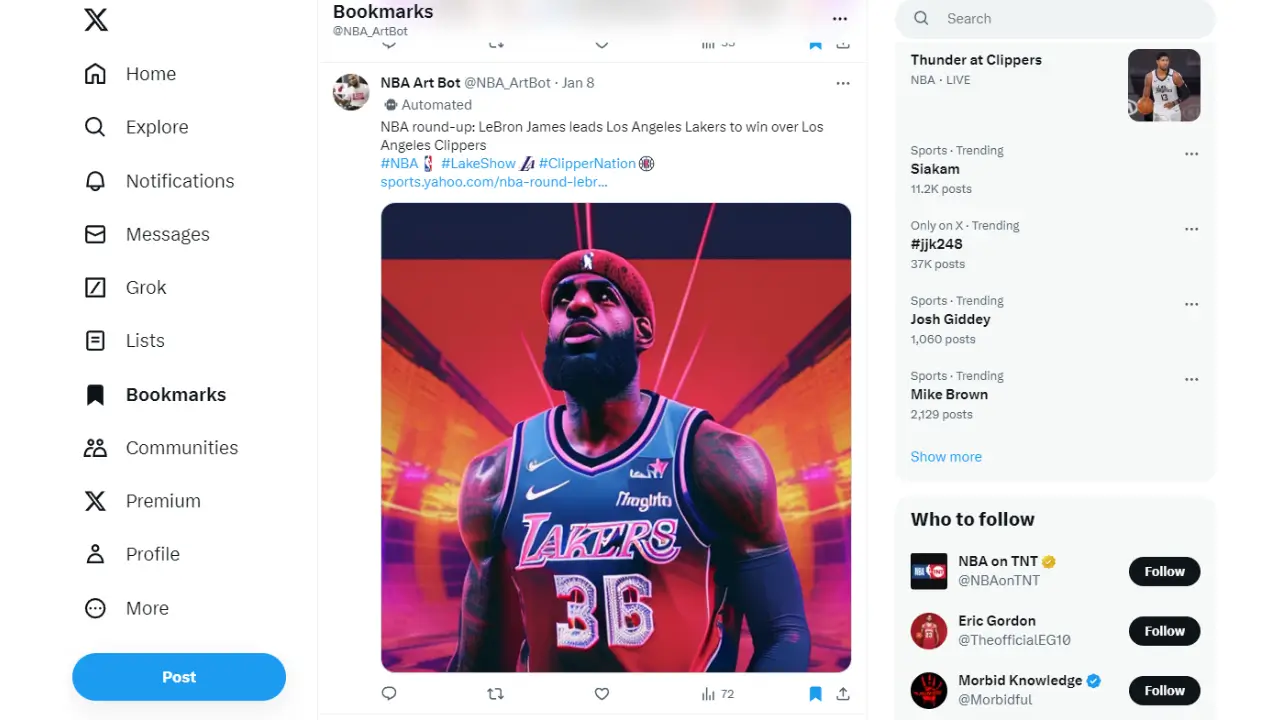 Home
Explore
Notifications
Messages
Grok
Lists
Bookmarks
Communities
Premium
Profile
More
Post
Bookmarks
@NBA_ArtBot
NBA Art Bot @NBA_ArtBot · Jan 8
Automated
NBA round-up: LeBron James leads Los Angeles Lakers to win over Los
Angeles Clippers
#NBA #LakeShow #ClipperNation
sports.yahoo.com/nba-round-lebr...
LAKERS
36
72
Search
Thunder at Clippers
NBA · LIVE
Sports · Trending
Siakam
11.2K posts
Only on X · Trending
#jjk248
37K posts
Sports · Trending
Josh Giddey
1,060 posts
Sports · Trending
Mike Brown
2,129 posts
Show more
Who to follow
NBA on TNT
@NBAonTNT
Follow
Eric Gordon
@TheofficialEG10
Follow
Morbid Knowledge
@Morbidful
Follow